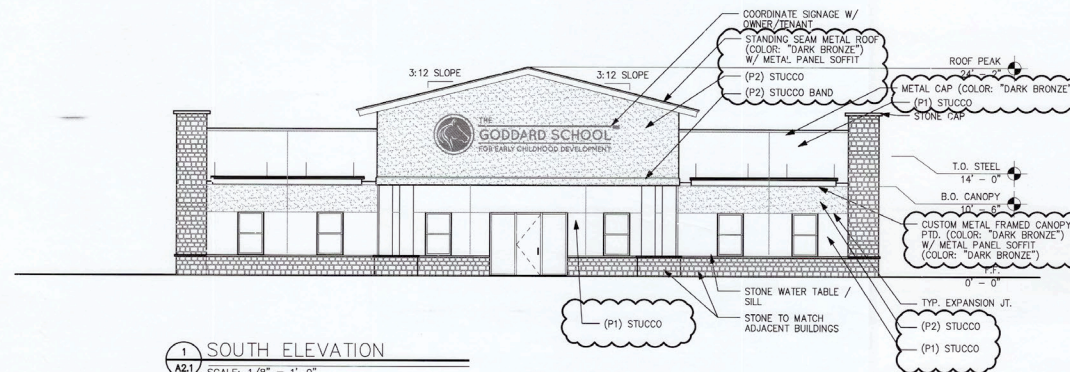 COORDINATE SIGNAGE W/
OWNER/TENANT
STANDING SEAM METAL ROOF
(COLOR: "DARK BRONZE")
W/ METAL PANEL SOFFIT
(P2) STUCCO
(P2) STUCCO BAND
3:12 SLOPE
3:12 SLOPE
ROOF PEAK
24' - 2"
METAL CAP (COLOR: "DARK BRONZE"
(P1) STUCCO
STONE CAP
THE
GODDARD SCHOOL
FOR EARLY CHILDHOOD DEVELOPMENT
T.O. STEEL
14' - 0"
B.O. CANOPY
10' - 6"
CUSTOM METAL FRAMED CANOPY
PTD. (COLOR: "DARK BRONZE")
W/ METAL PANEL SOFFIT
(COLOR: "DARK BRONZE")
F.F.
0' - 0"
STONE WATER TABLE /
SILL
TYP. EXPANSION JT.
STONE TO MATCH
ADJACENT BUILDINGS
(P1) STUCCO
(P2) STUCCO
(P1) STUCCO
1
A2.1
SOUTH ELEVATION
SCALE: 1/8" = 1'-0"